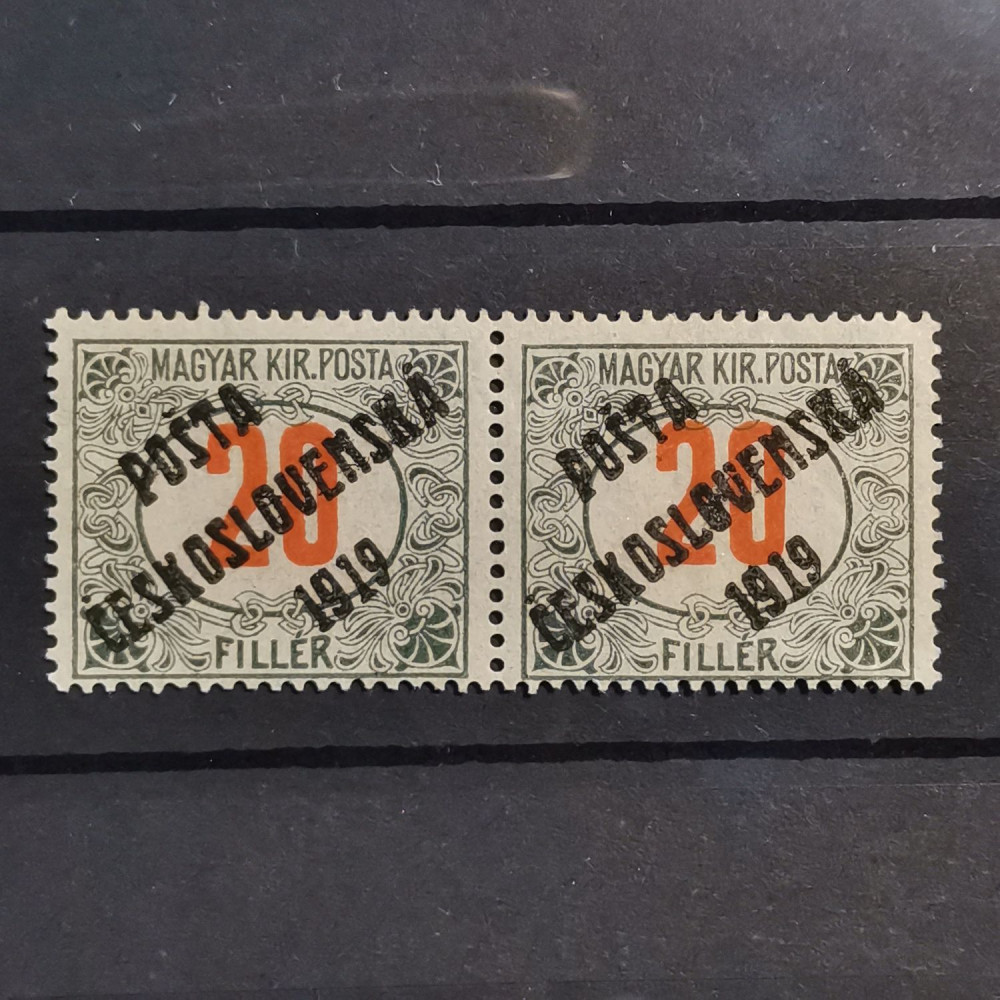 MAGYAR KIR. POSTA
20
FILLÉR
POŠTA
ČESKOSLOVENSKÁ
1919
MAGYAR KIR. POSTA
20
FILLÉR
POŠTA
ČESKOSLOVENSKÁ
1919